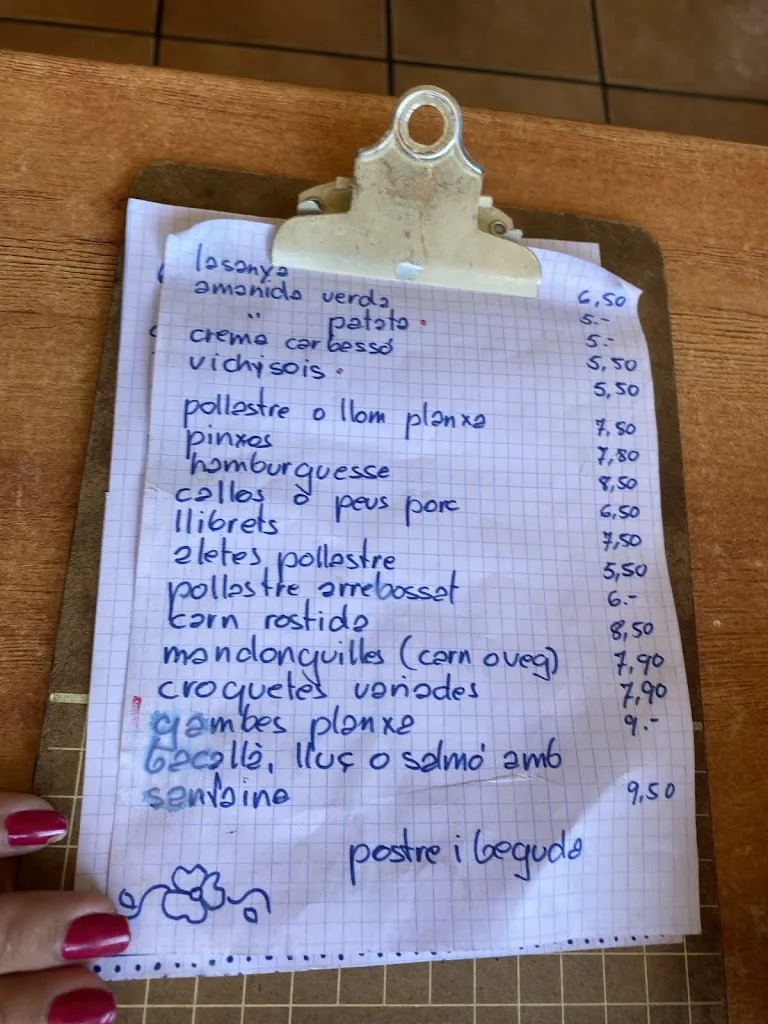 lasanya 6,50
amanida verda 5.-
" patata 5.-
crema carbassó 5,50
vichysois 5,50
pollastre o llom planxa 7,50
pinxos 7,80
hamburguesse 8,50
callos o peus porc 6,50
llibrets 7,50
aletes pollastre 5,50
pollastre arrebossat 6.-
carn rostida 8,50
mandonguilles (carn o veg) 7,90
croquetes variades 7,90
gambes planxa 9.-
bacallà, lluç o salmó amb
sanfaina 9,50
postre i beguda